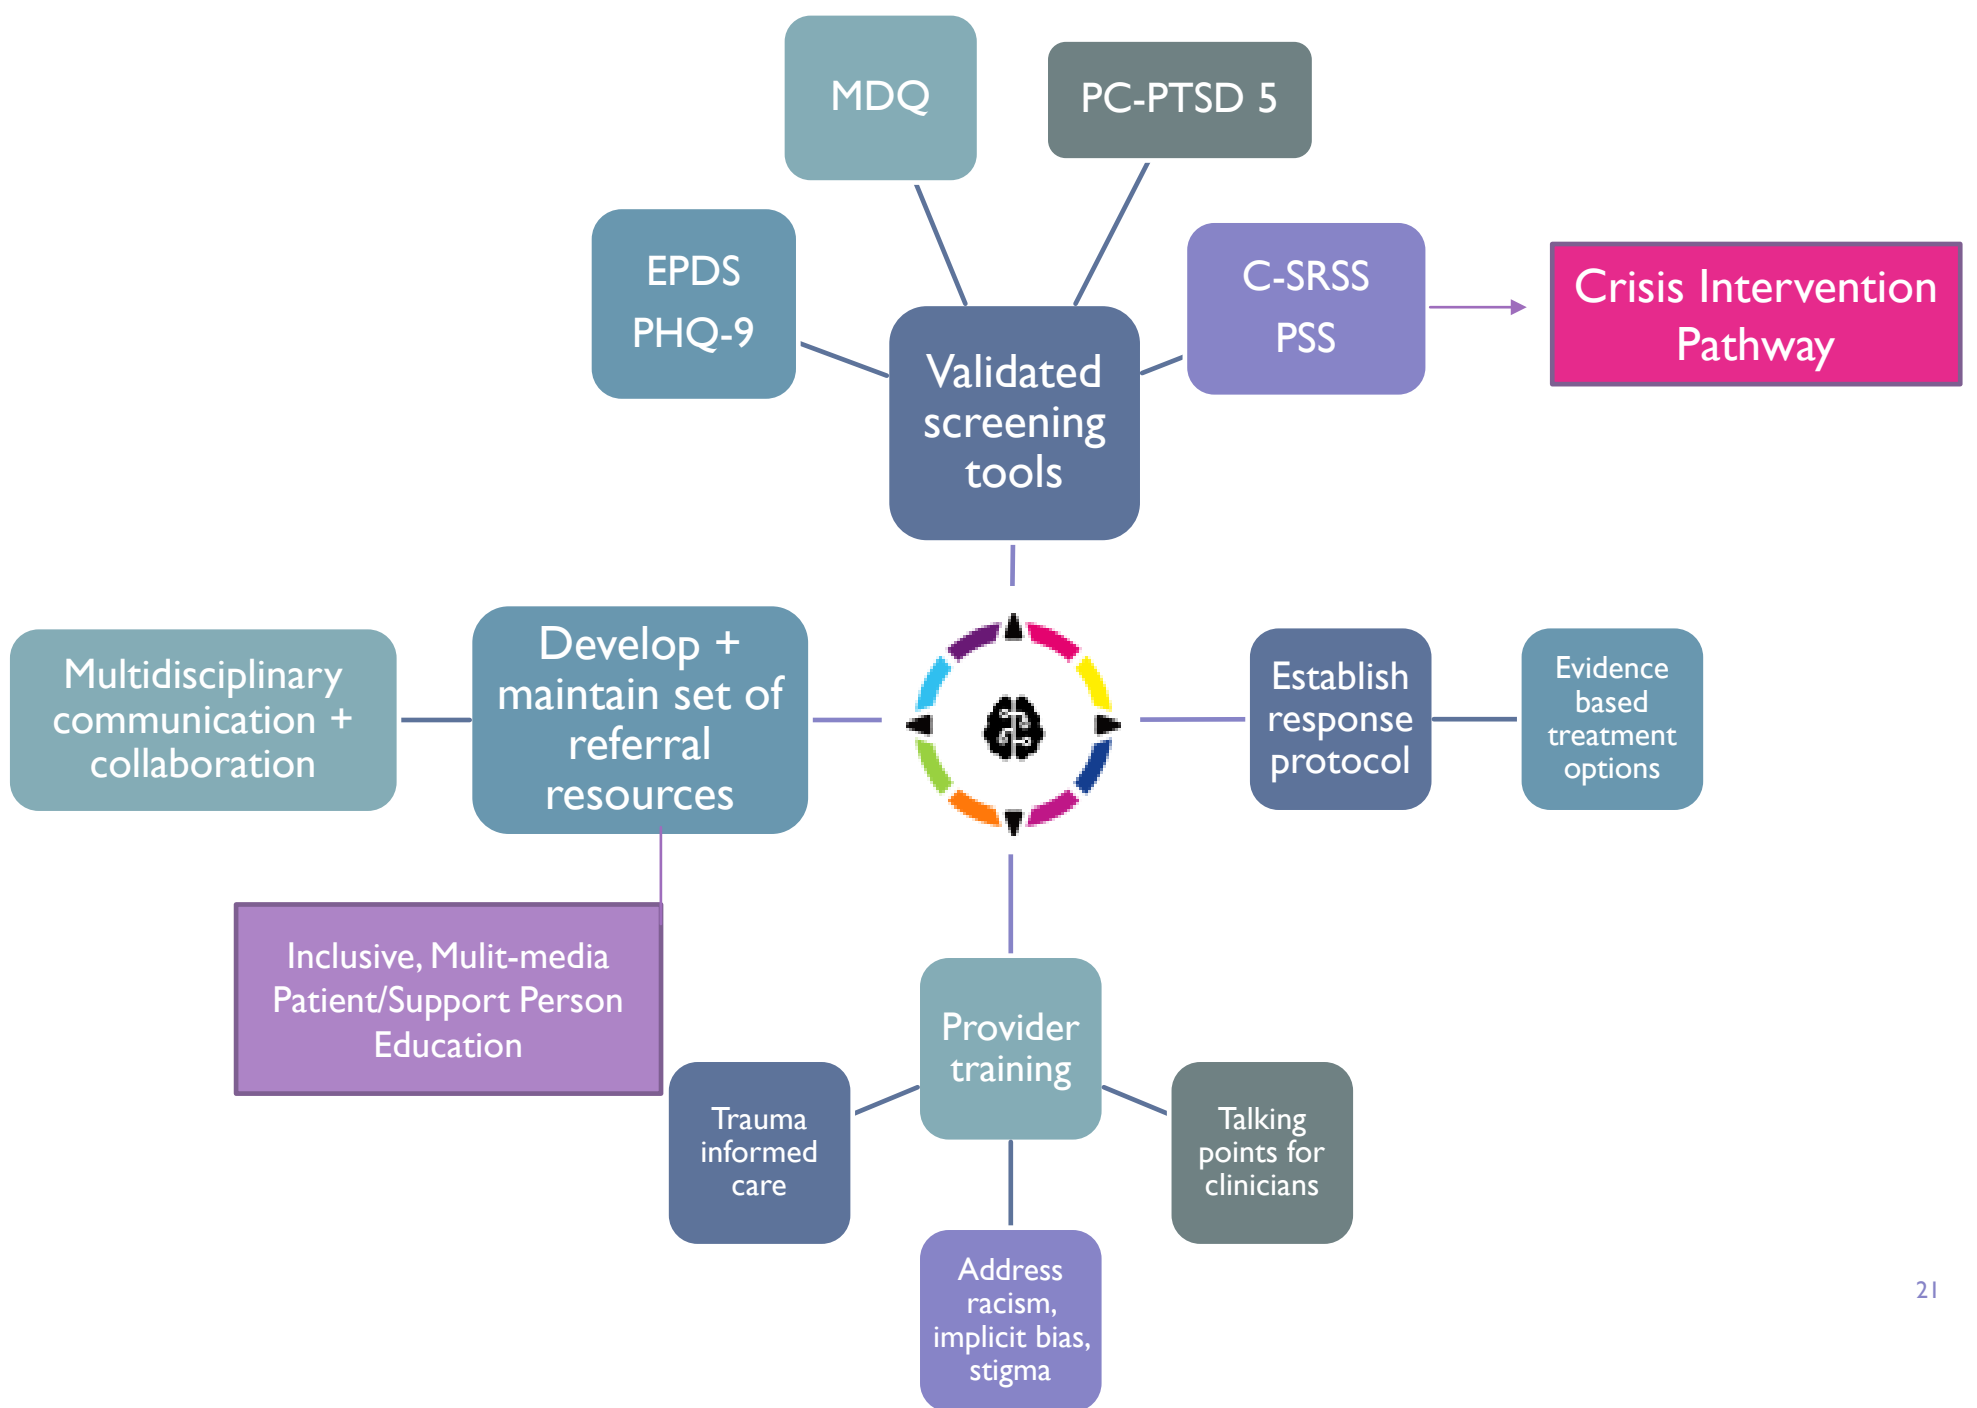 MDQ
PC-PTSD 5
EPDS
PHQ-9
C-SRSS
PSS
Crisis Intervention
Pathway
Validated
screening
tools
Multidisciplinary
communication +
collaboration
Develop +
maintain set of
referral
resources
Establish
response
protocol
Evidence
based
treatment
options
Inclusive, Mulit-media
Patient/Support Person
Education
Provider
training
Trauma
informed
care
Talking
points for
clinicians
Address
racism,
implicit bias,
stigma
21